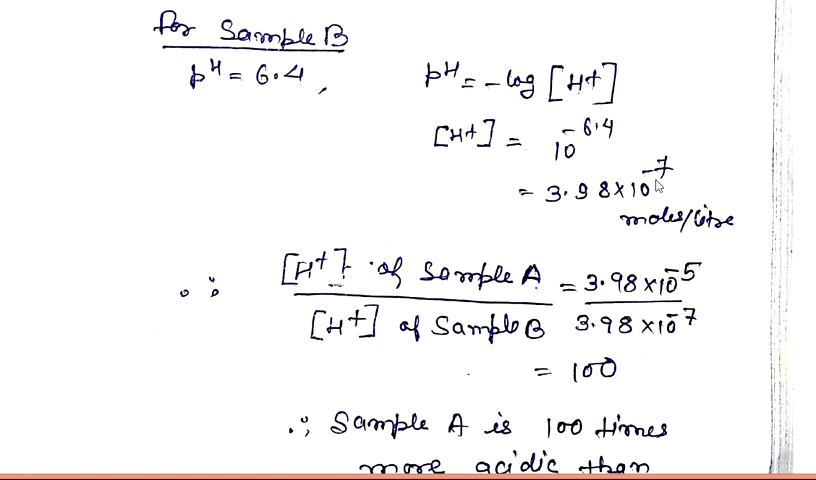 for Sample B
pH = 6.4, pH = -log [H+]
[H+] = 10^-6.4
= 3.98×10^-7
moles/litre
∴ [H+] of Sample A / [H+] of Sample B = 3.98×10^-5 / 3.98×10^-7
= 100
∴ Sample A is 100 times
more acidic than